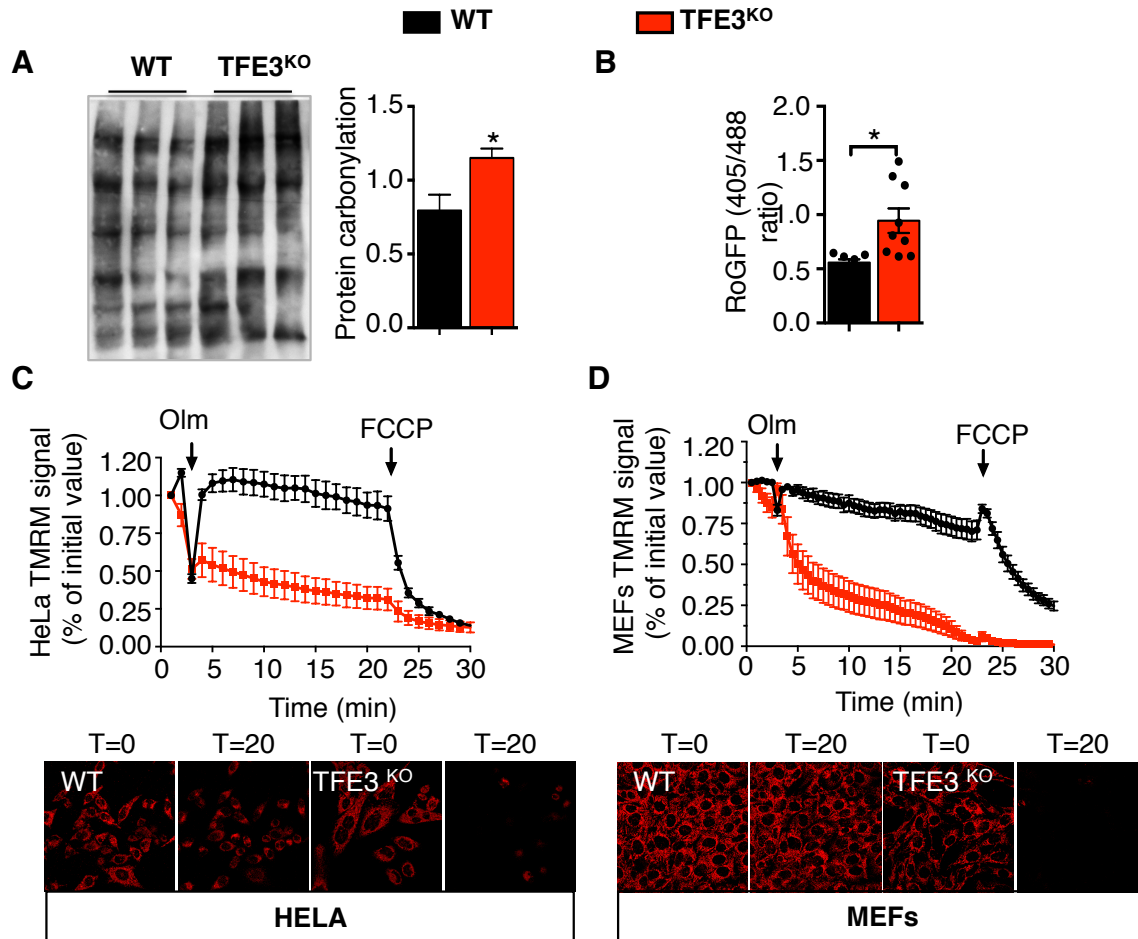 WT TFE3KO
A
WT TFE3KO
Protein carbonylation
1.5
1.0
0.5
0.0
*
B
RoGFP (405/488
ratio)
2.0
1.5
1.0
0.5
0.0
*
C
Olm
FCCP
HeLa TMRM signal
(% of initial value)
1.20
1.00
0.75
0.50
0.25
0.00
0 5 10 15 20 25 30
Time (min)
T=0 T=20 T=0 T=20
WT TFE3 KO
HELA
D
Olm
FCCP
MEFs TMRM signal
(% of initial value)
1.20
1.00
0.75
0.50
0.25
0.00
0 5 10 15 20 25 30
Time (min)
T=0 T=20 T=0 T=20
WT TFE3 KO
MEFs